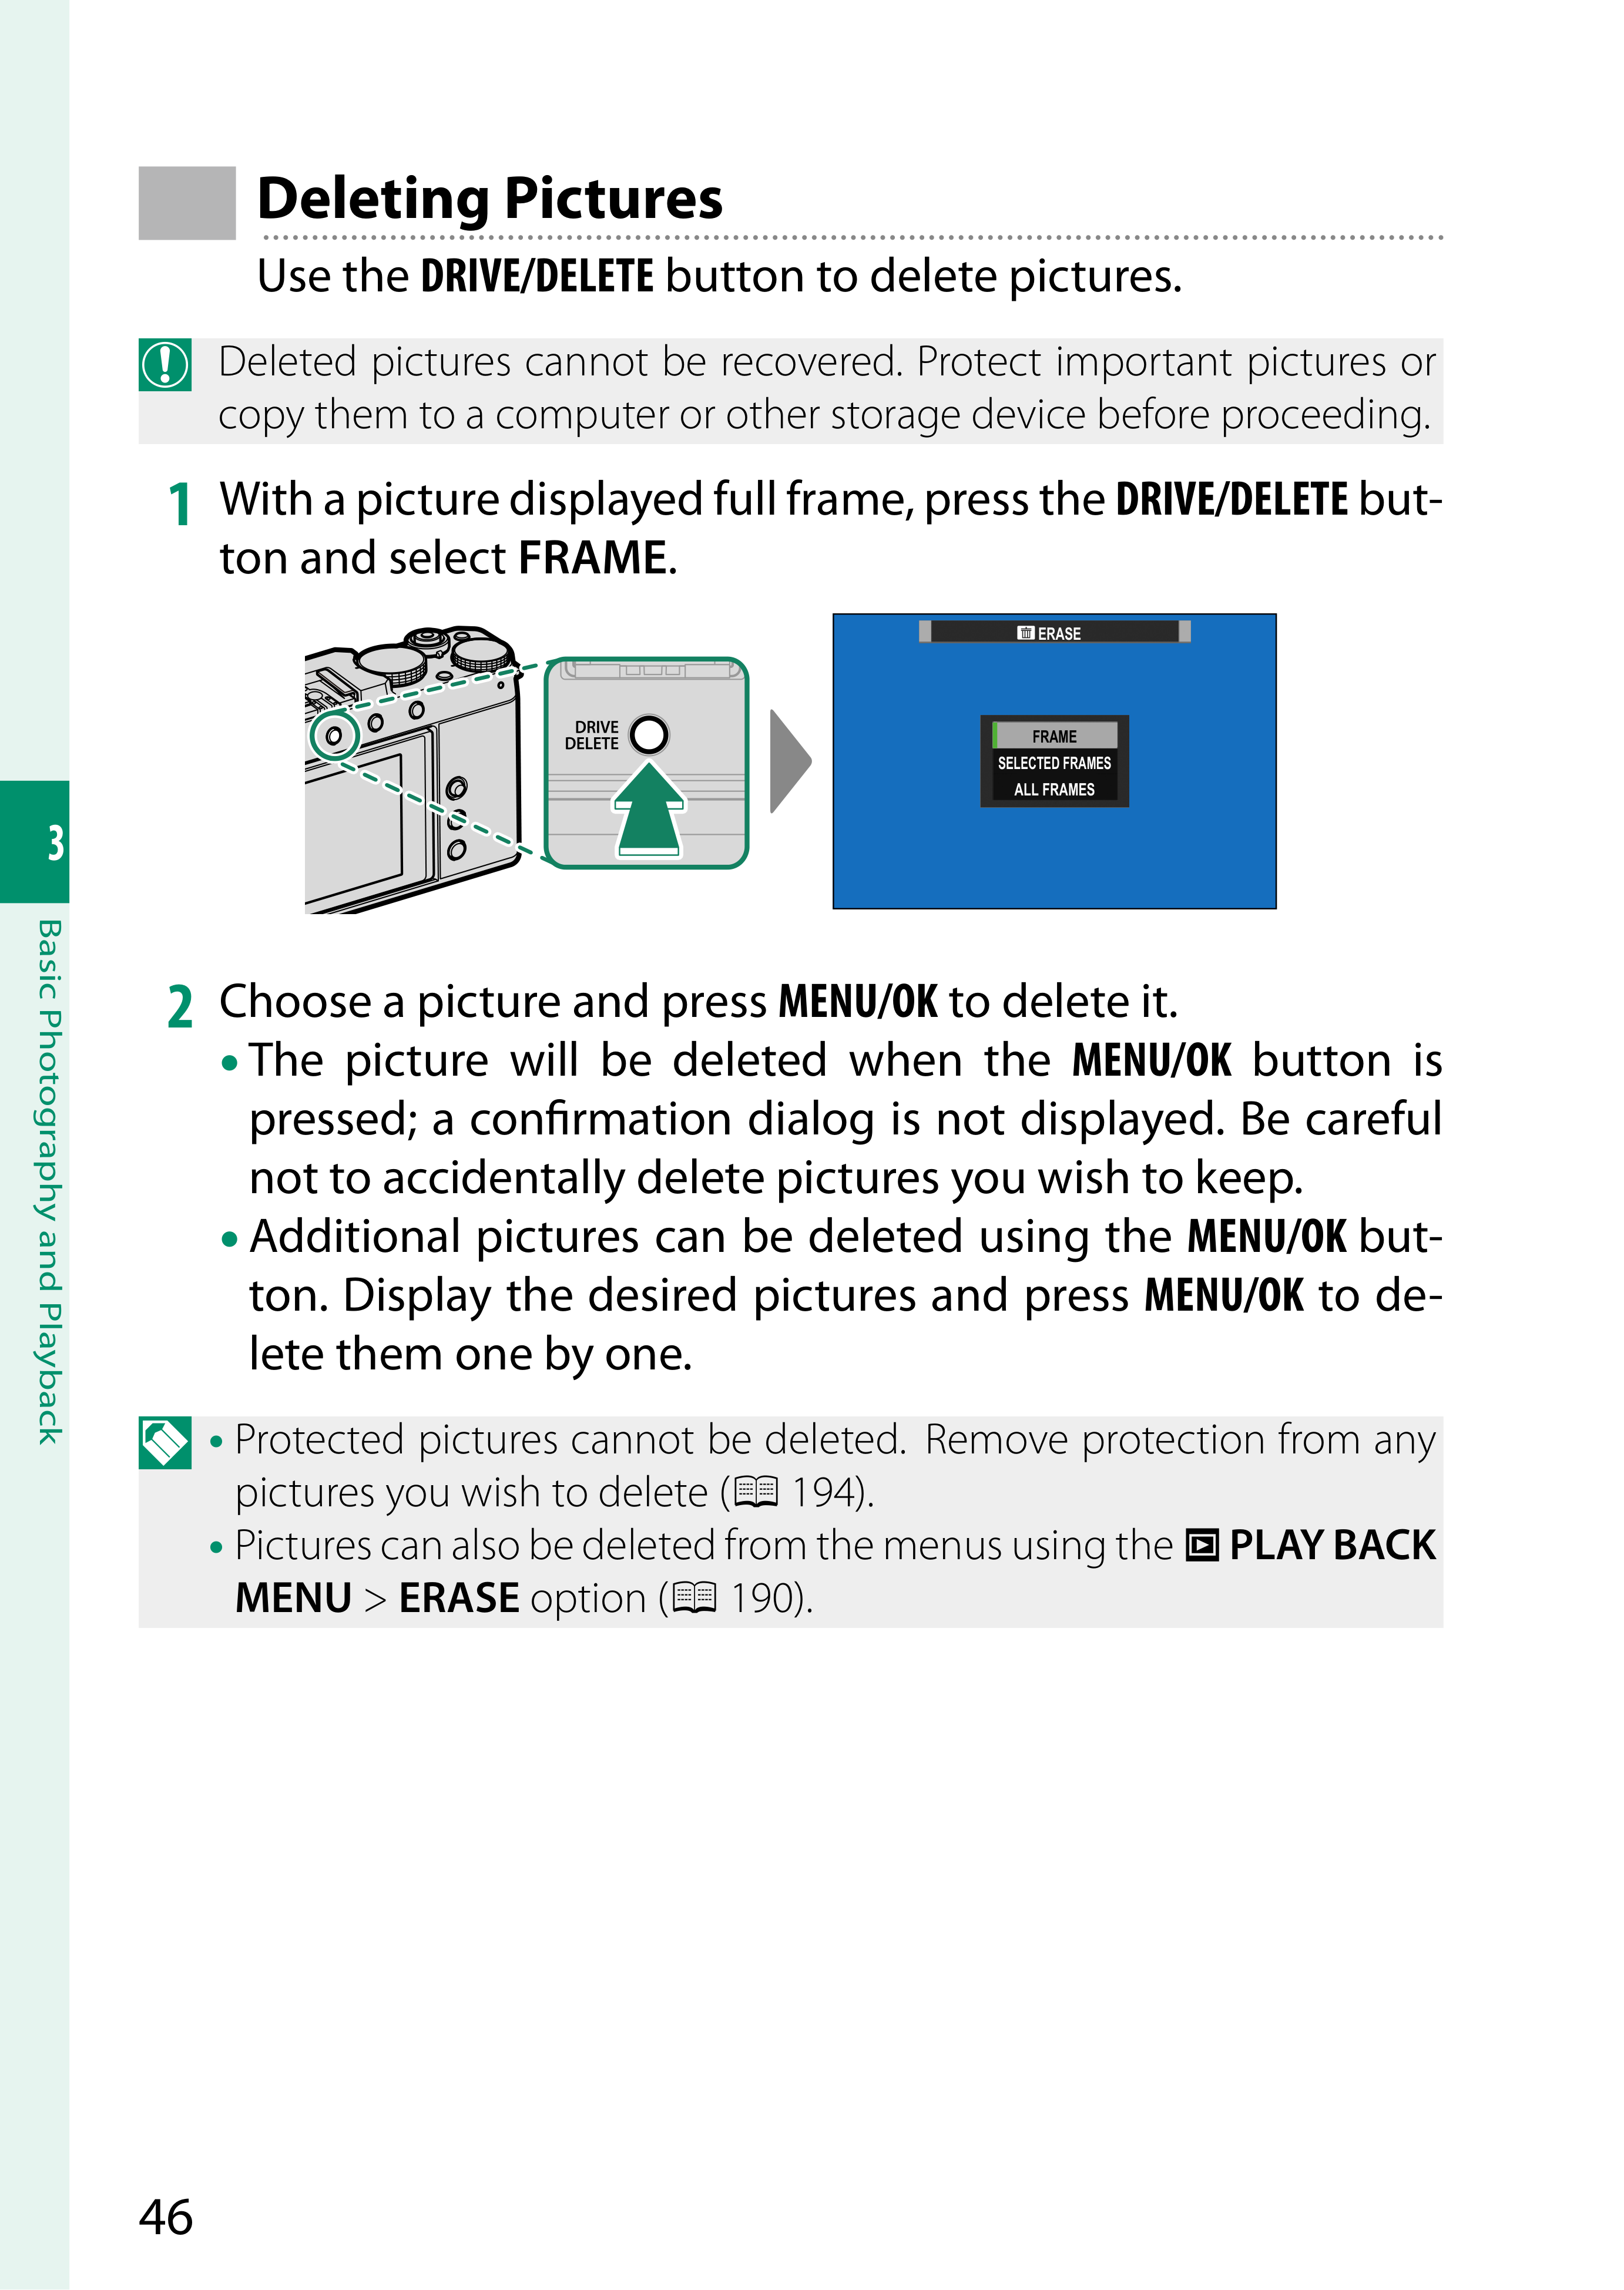 Deleting Pictures
Use the DRIVE/DELETE button to delete pictures.
Deleted pictures cannot be recovered. Protect important pictures or
copy them to a computer or other storage device before proceeding.
1 With a picture displayed full frame, press the DRIVE/DELETE but-
ton and select FRAME.
DRIVE
DELETE
ERASE
FRAME
SELECTED FRAMES
ALL FRAMES
2 Choose a picture and press MENU/OK to delete it.
• The picture will be deleted when the MENU/OK button is
pressed; a confirmation dialog is not displayed. Be careful
not to accidentally delete pictures you wish to keep.
• Additional pictures can be deleted using the MENU/OK but-
ton. Display the desired pictures and press MENU/OK to de-
lete them one by one.
• Protected pictures cannot be deleted. Remove protection from any
pictures you wish to delete (📖 194).
• Pictures can also be deleted from the menus using the ▶ PLAY BACK
MENU > ERASE option (📖 190).
3
Basic Photography and Playback
46